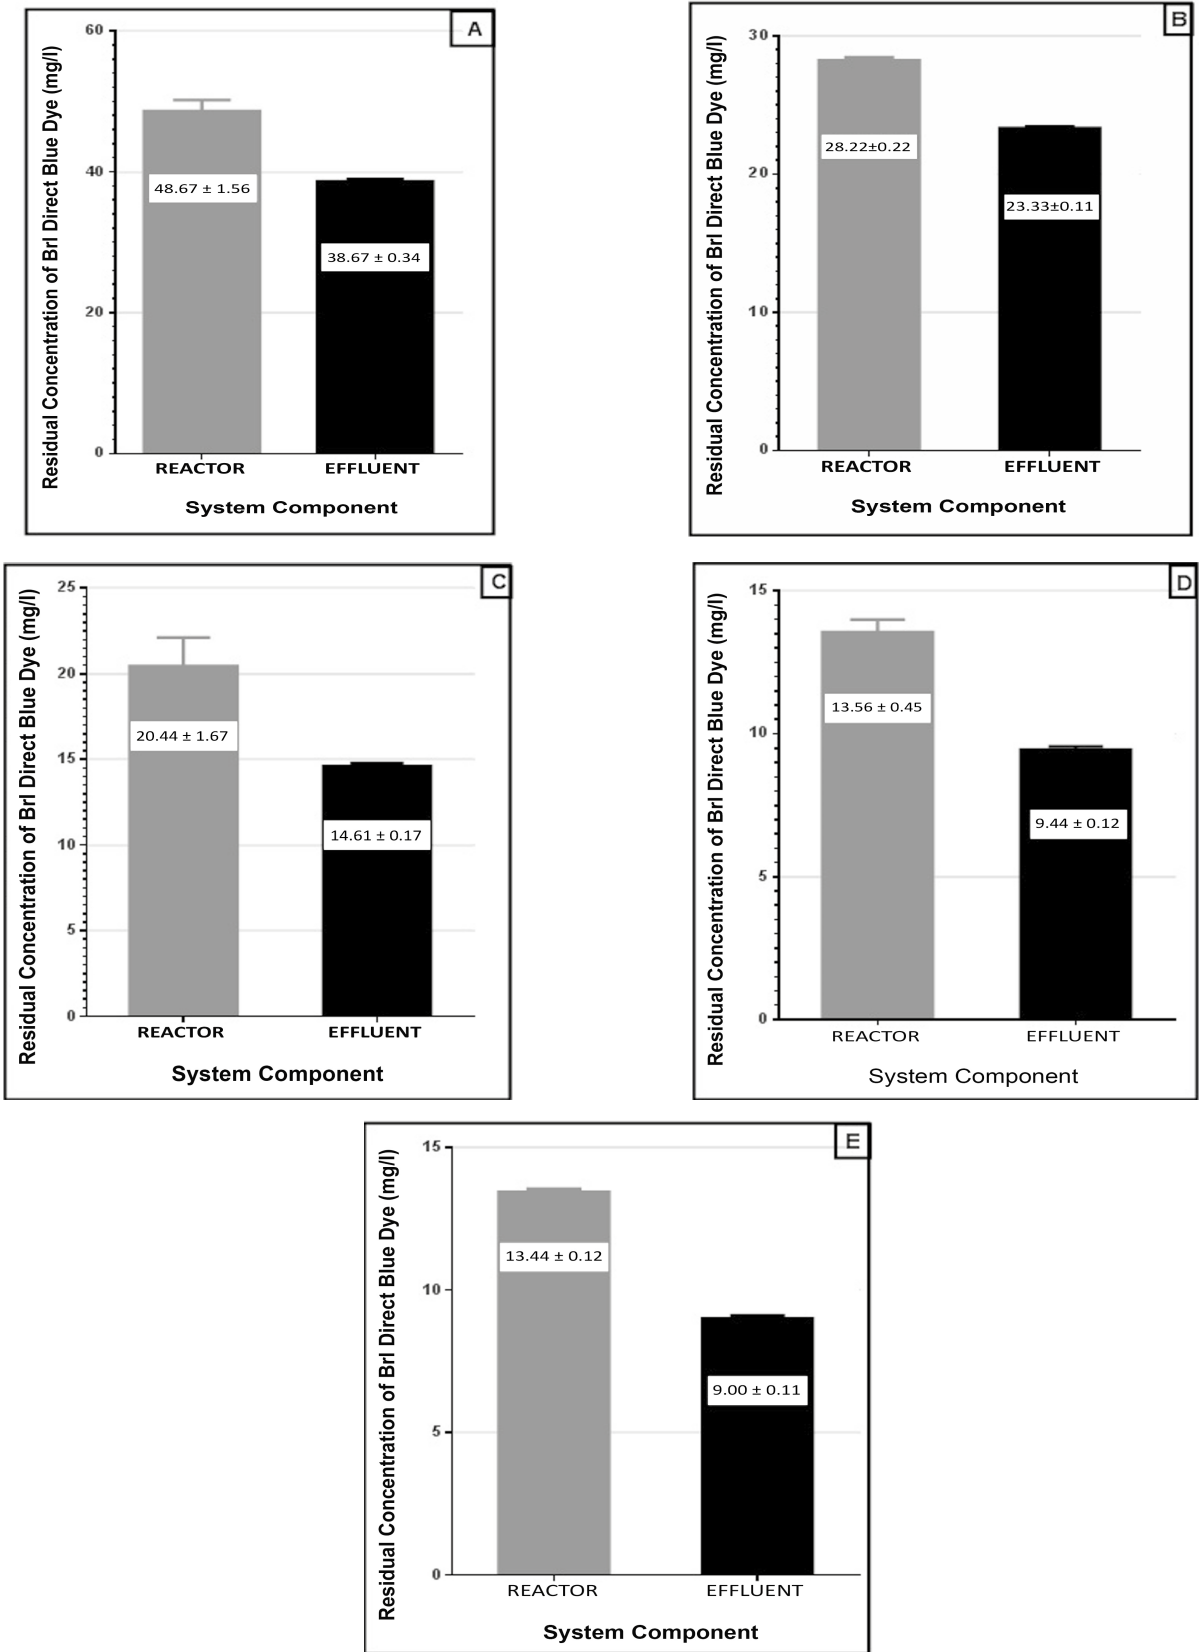 A
Residual Concentration of Brl Direct Blue Dye (mg/l)
60
40
20
0
48.67 ± 1.56
38.67 ± 0.34
REACTOR EFFLUENT
System Component
B
Residual Concentration of Brl Direct Blue Dye (mg/l)
30
20
10
0
28.22±0.22
23.33±0.11
REACTOR EFFLUENT
System Component
C
Residual Concentration of Brl Direct Blue Dye (mg/l)
25
20
15
10
5
0
20.44 ± 1.67
14.61 ± 0.17
REACTOR EFFLUENT
System Component
D
Residual Concentration of Brl Direct Blue Dye (mg/l)
15
10
5
0
13.56 ± 0.45
9.44 ± 0.12
REACTOR EFFLUENT
System Component
E
Residual Concentration of Brl Direct Blue Dye (mg/l)
15
10
5
0
13.44 ± 0.12
9.00 ± 0.11
REACTOR EFFLUENT
System Component